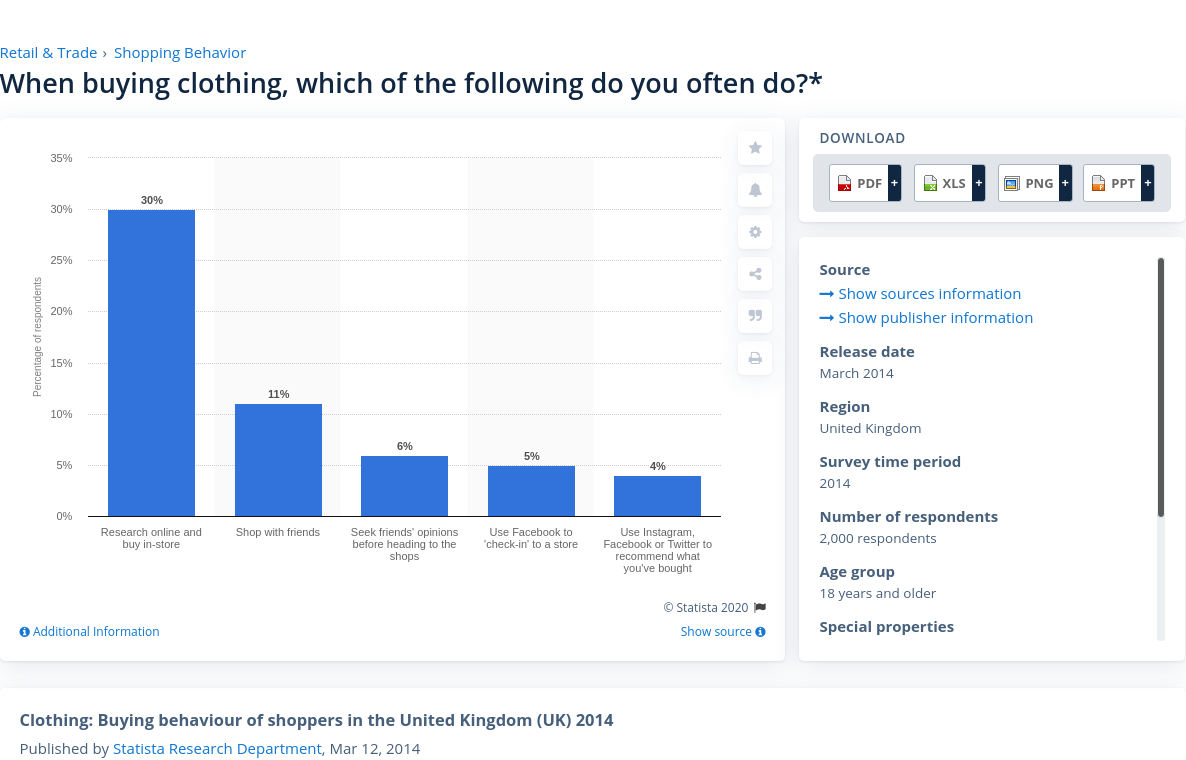 Retail & Trade › Shopping Behavior
When buying clothing, which of the following do you often do?*
35%
30%
25%
20%
15%
10%
5%
0%
Percentage of respondents
30%
11%
6%
5%
4%
Research online and
buy in-store
Shop with friends
Seek friends' opinions
before heading to the
shops
Use Facebook to
'check-in' to a store
Use Instagram,
Facebook or Twitter to
recommend what
you've bought
© Statista 2020
Additional Information
Show source
DOWNLOAD
PDF +
XLS +
PNG +
PPT +
Source
Show sources information
Show publisher information
Release date
March 2014
Region
United Kingdom
Survey time period
2014
Number of respondents
2,000 respondents
Age group
18 years and older
Special properties
Clothing: Buying behaviour of shoppers in the United Kingdom (UK) 2014
Published by Statista Research Department, Mar 12, 2014